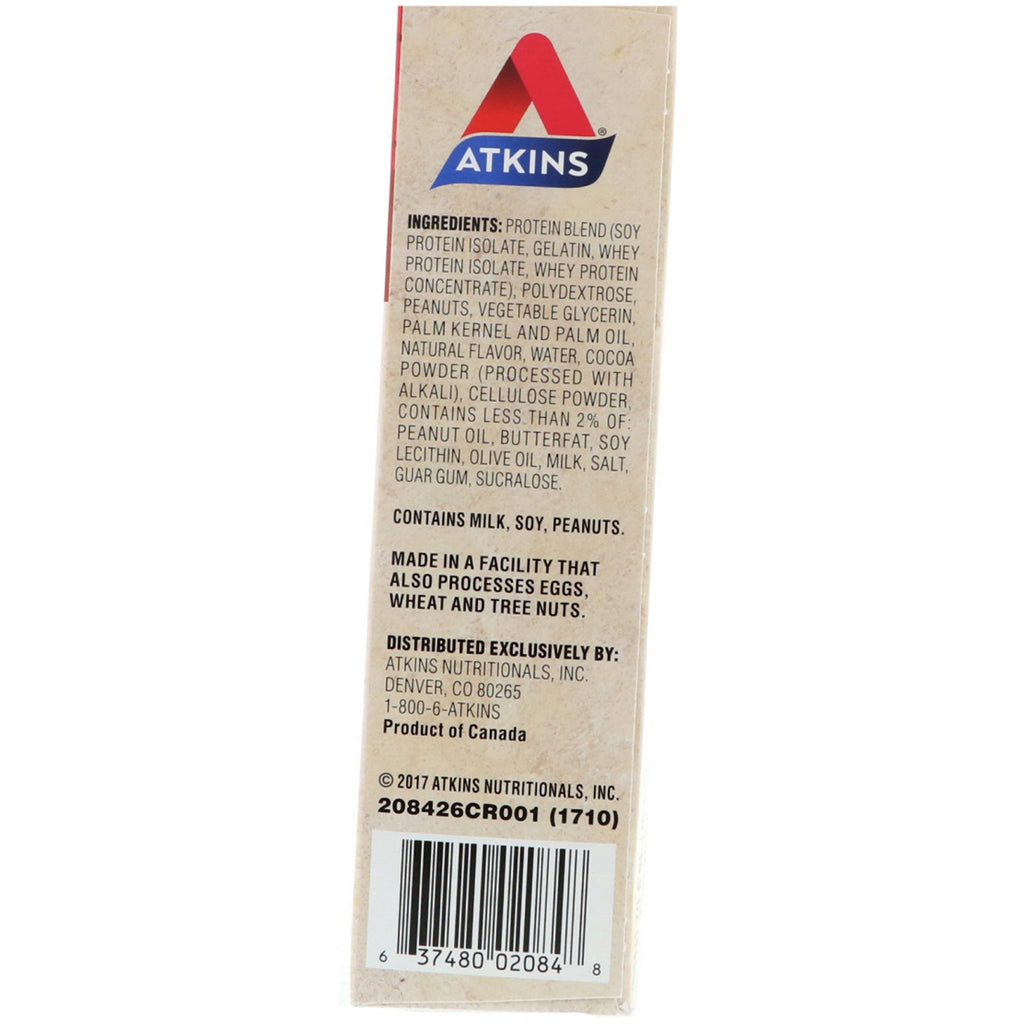 ATKINS®
INGREDIENTS: PROTEIN BLEND (SOY
PROTEIN ISOLATE, GELATIN, WHEY
PROTEIN ISOLATE, WHEY PROTEIN
CONCENTRATE), POLYDEXTROSE,
PEANUTS, VEGETABLE GLYCERIN,
PALM KERNEL AND PALM OIL,
NATURAL FLAVOR, WATER, COCOA
POWDER (PROCESSED WITH
ALKALI), CELLULOSE POWDER,
CONTAINS LESS THAN 2% OF:
PEANUT OIL, BUTTERFAT, SOY
LECITHIN, OLIVE OIL, MILK, SALT,
GUAR GUM, SUCRALOSE.
CONTAINS MILK, SOY, PEANUTS.
MADE IN A FACILITY THAT
ALSO PROCESSES EGGS,
WHEAT AND TREE NUTS.
DISTRIBUTED EXCLUSIVELY BY:
ATKINS NUTRITIONALS, INC.
DENVER, CO 80265
1-800-6-ATKINS
Product of Canada
© 2017 ATKINS NUTRITIONALS, INC.
208426CR001 (1710)
6 37480 02084 8